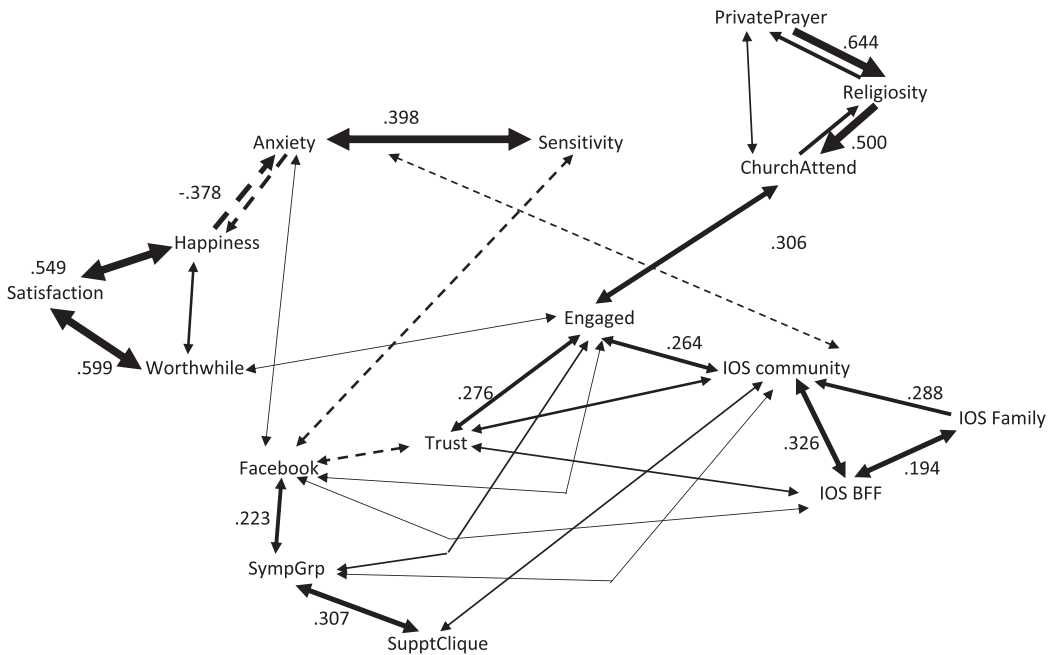 PrivatePrayer
.644
Religiosity
.398
Anxiety
Sensitivity
.500
ChurchAttend
-.378
Happiness
.306
.549
Satisfaction
Engaged
.264
.599
Worthwhile
IOS community
.276
.288
IOS Family
Trust
.326
Facebook
.194
IOS BFF
.223
SympGrp
.307
SupptClique